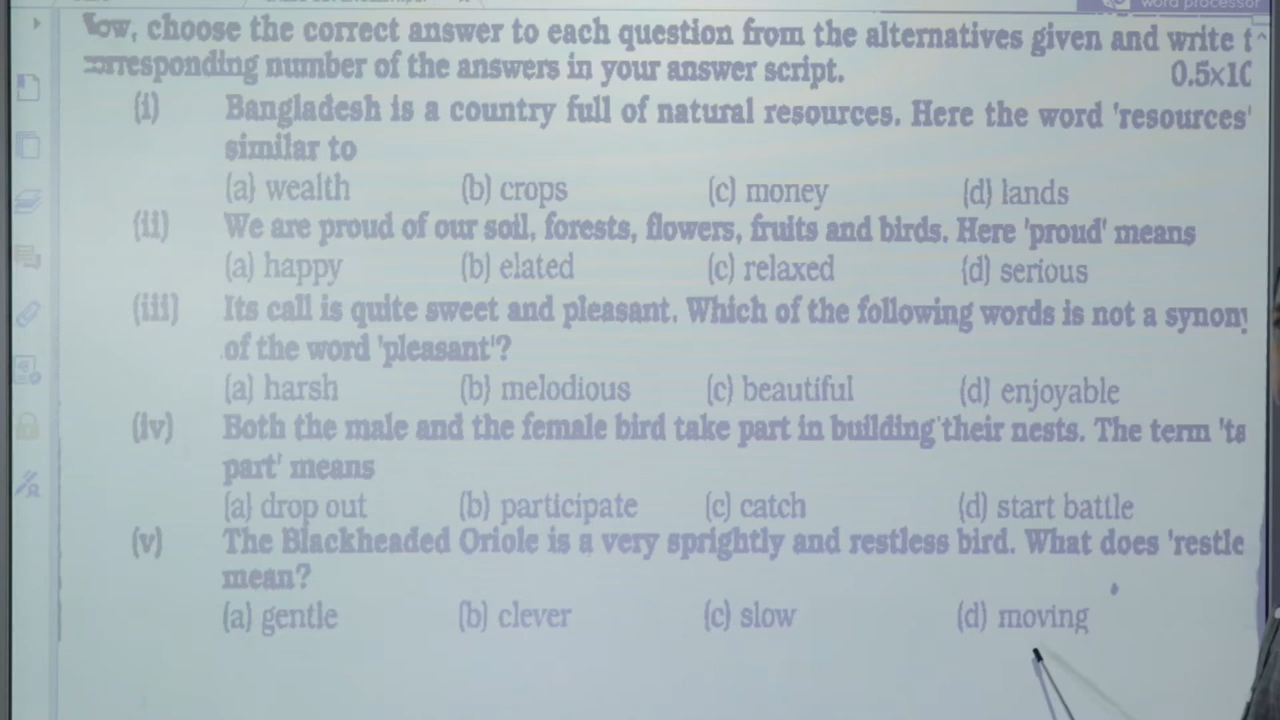 word processor
Now, choose the correct answer to each question from the alternatives given and write t
corresponding number of the answers in your answer script. 0.5x10
(i) Bangladesh is a country full of natural resources. Here the word 'resources'
similar to
(a) wealth (b) crops (c) money (d) lands
(ii) We are proud of our soil, forests, flowers, fruits and birds. Here 'proud' means
(a) happy (b) elated (c) relaxed (d) serious
(iii) Its call is quite sweet and pleasant. Which of the following words is not a synony
of the word 'pleasant'?
(a) harsh (b) melodious (c) beautiful (d) enjoyable
(iv) Both the male and the female bird take part in building their nests. The term 'ta
part' means
(a) drop out (b) participate (c) catch (d) start battle
(v) The Blackheaded Oriole is a very sprightly and restless bird. What does 'restle
mean?
(a) gentle (b) clever (c) slow (d) moving